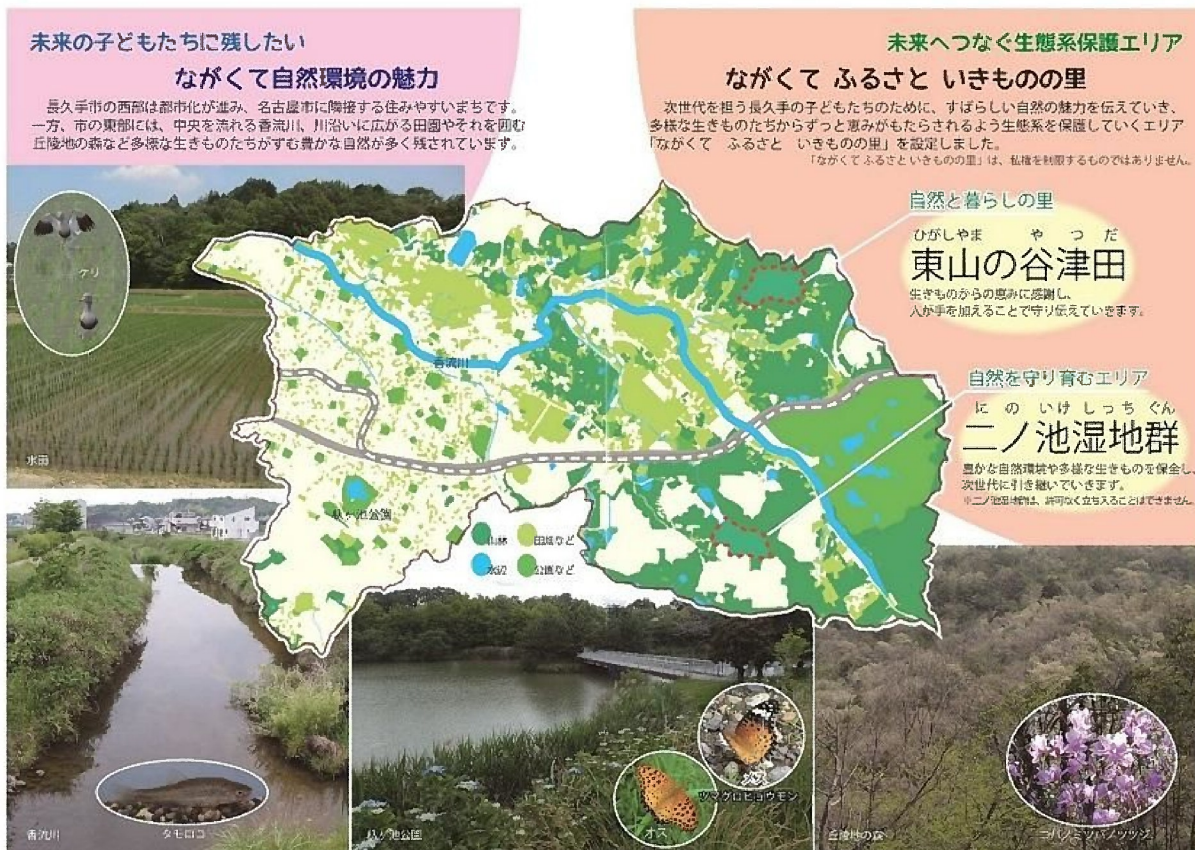 未来の子どもたちに残したい
ながくて自然環境の魅力
長久手市の西部は都市化が進み、名古屋市に隣接する住みやすいまちです。
一方、市の東部には、中央を流れる香流川、川沿いに広がる田園やそれを囲む
丘陵地の森など多様な生きものたちがすむ豊かな自然が多く残されています。
未来へつなぐ生態系保護エリア
ながくて ふるさと いきものの里
次世代を担う長久手の子どもたちのために、すばらしい自然の魅力を伝えていき、
多様な生きものたちからずっと恵みがもたらされるよう生態系を保護していくエリア
「ながくて ふるさと いきものの里」を設定しました。
「ながくて ふるさと いきものの里」は、私権を制限するものではありません。
自然と暮らしの里
ひがしやま や つ だ
東山の谷津田
生きものからの恵みに感謝し、
人が手を加えることで守り伝えていきます。
自然を守り育むエリア
に の いけ しっち ぐん
二ノ池湿地群
豊かな自然環境や多様な生きものを保全し、
次世代に引き継いでいきます。
※二ノ池湿地群は、許可なく立ち入ることはできません。
ケリ
水田
香流川
杁ヶ池公園
山林
田畑など
水辺
公園など
香流川
タモロコ
杁ヶ池公園
オス
メス
ツマグロヒョウモン
丘陵地の森
コバノミツバツツジ